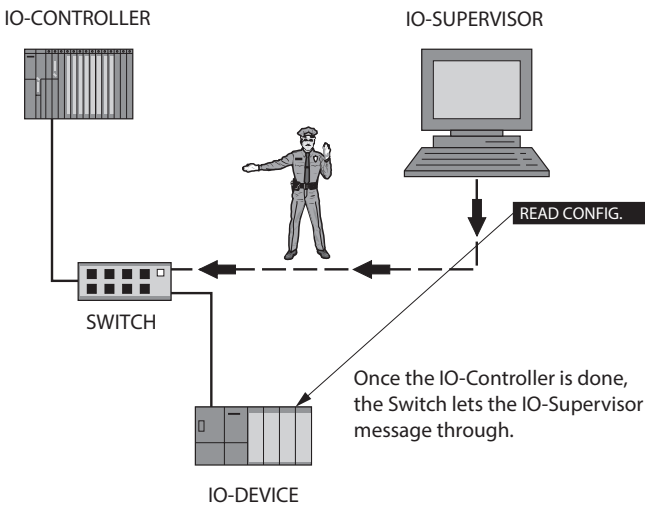 IO-CONTROLLER
IO-SUPERVISOR
READ CONFIG.
SWITCH
Once the IO-Controller is done,
the Switch lets the IO-Supervisor
message through.
IO-DEVICE